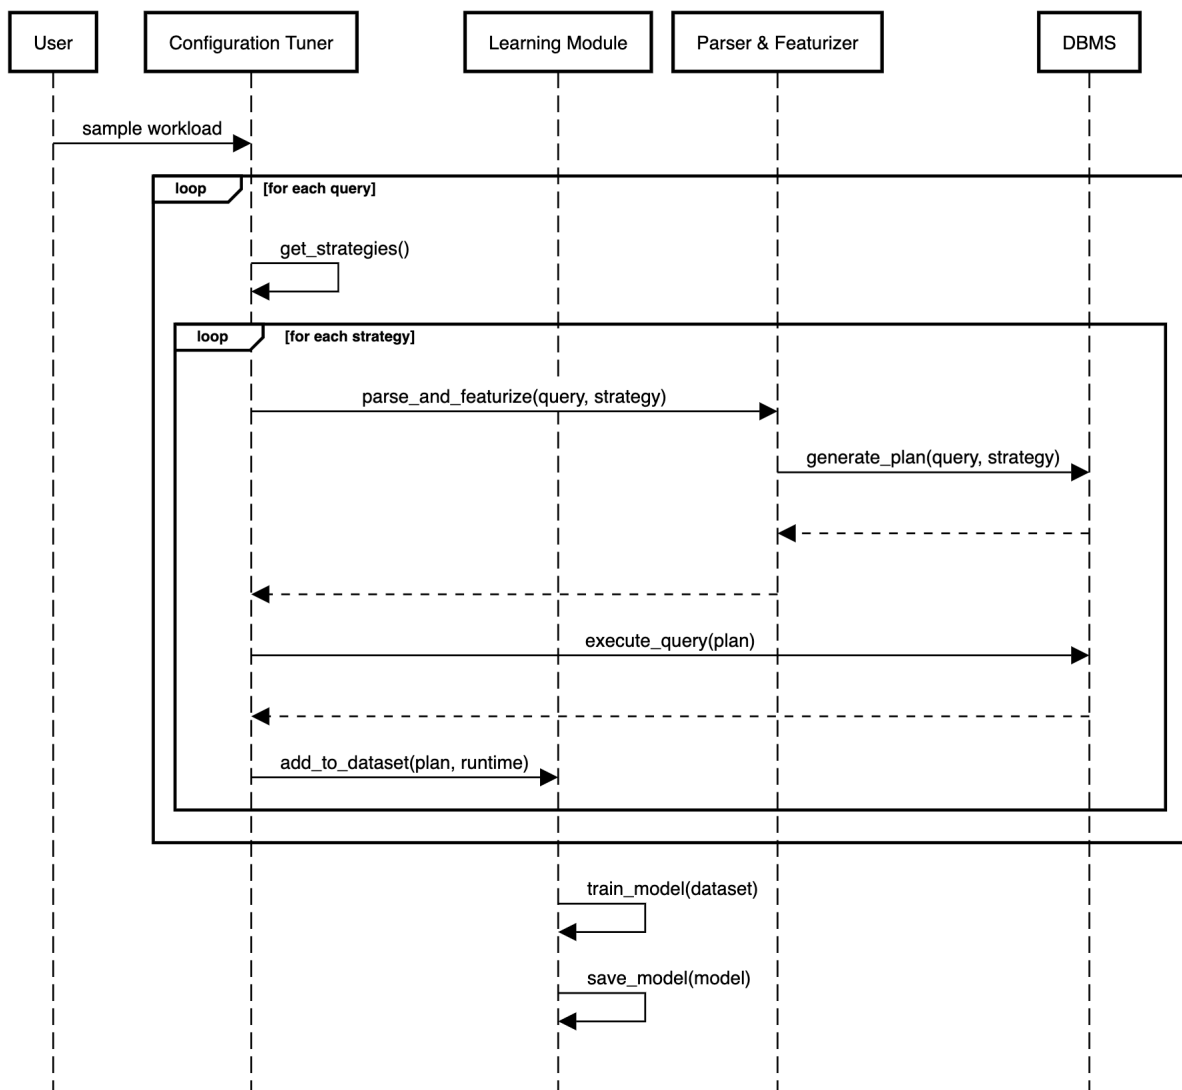 User
Configuration Tuner
Learning Module
Parser & Featurizer
DBMS
sample workload
loop
[for each query]
get_strategies()
loop
[for each strategy]
parse_and_featurize(query, strategy)
generate_plan(query, strategy)
execute_query(plan)
add_to_dataset(plan, runtime)
train_model(dataset)
save_model(model)